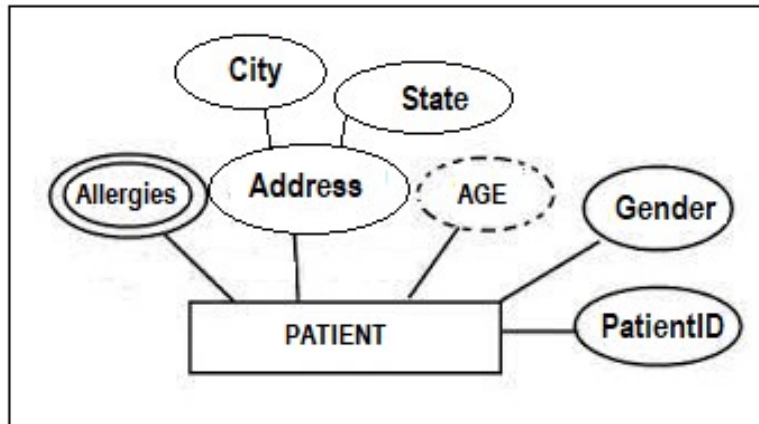 City
State
Allergies
Address
AGE
Gender
PATIENT
PatientID